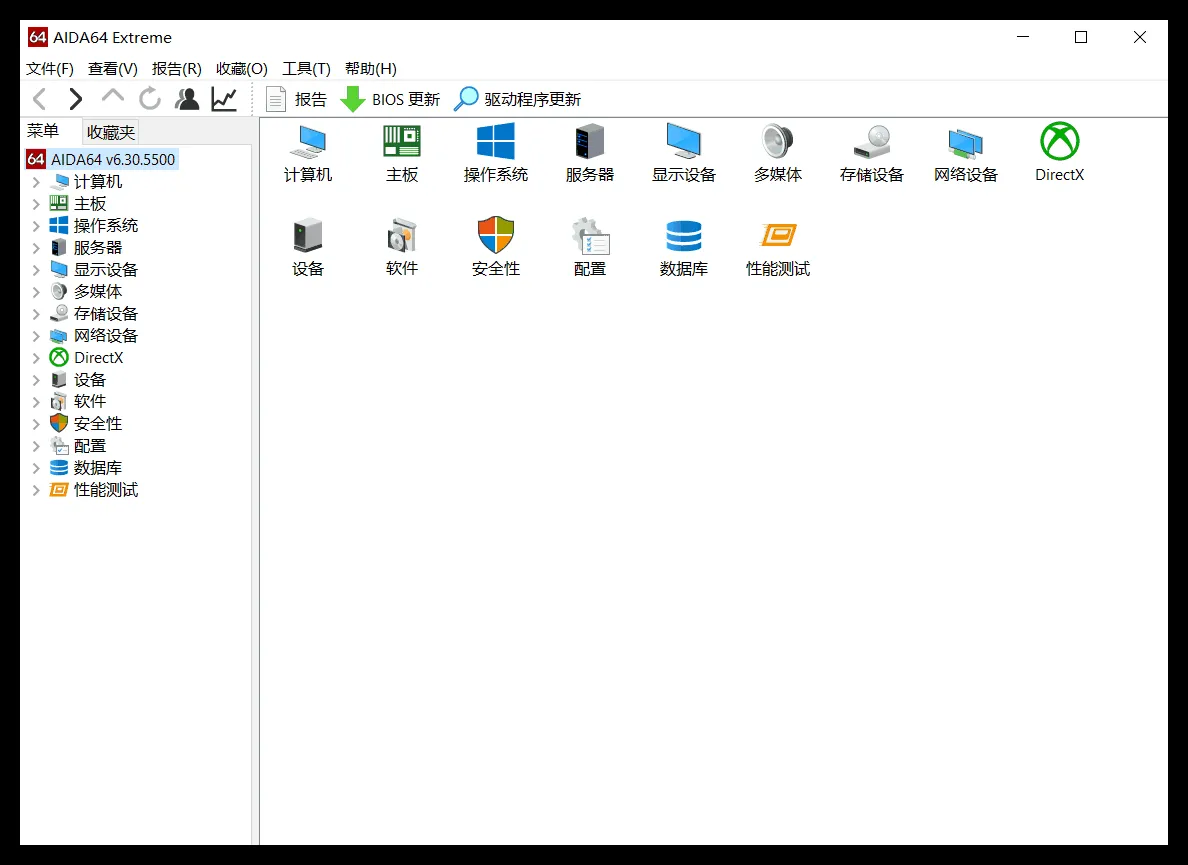 64 AIDA64 Extreme
文件(F) 查看(V) 报告(R) 收藏(O) 工具(T) 帮助(H)
报告 BIOS 更新 驱动程序更新
菜单 收藏夹
64 AIDA64 v6.30.5500
计算机
主板
操作系统
服务器
显示设备
多媒体
存储设备
网络设备
DirectX
设备
软件
安全性
配置
数据库
性能测试
计算机 主板 操作系统 服务器 显示设备 多媒体 存储设备 网络设备 DirectX
设备 软件 安全性 配置 数据库 性能测试